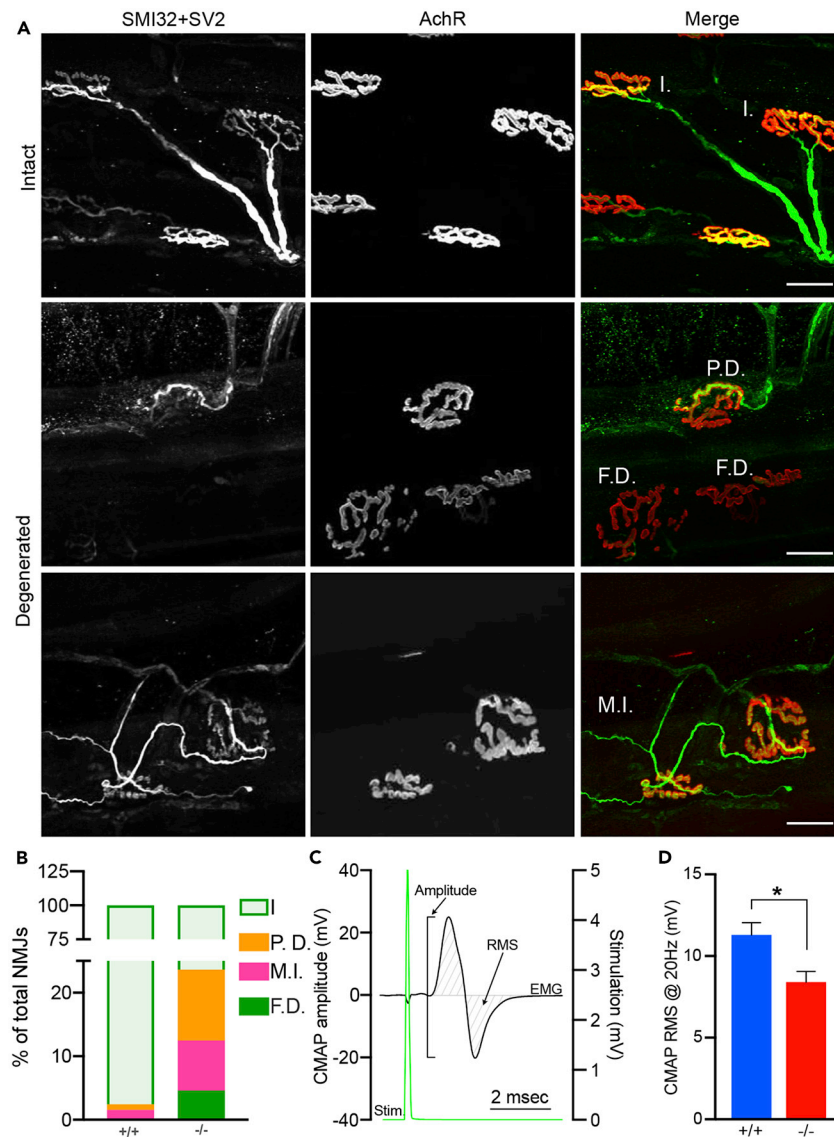 A
SMI32+SV2 AchR Merge
Intact
I.
I.
Degenerated
P.D.
F.D. F.D.
M.I.
B
% of total NMJs
125
100
75
20
10
0
+/+ -/-
I
P. D.
M.I.
F.D.
C
CMAP amplitude (mV)
40
20
0
-20
-40
Amplitude
RMS
EMG
Stim.
2 msec
5
4
3
2
1
0
Stimulation (mV)
D
CMAP RMS @ 20Hz (mV)
15
10
5
0
*
+/+ -/-